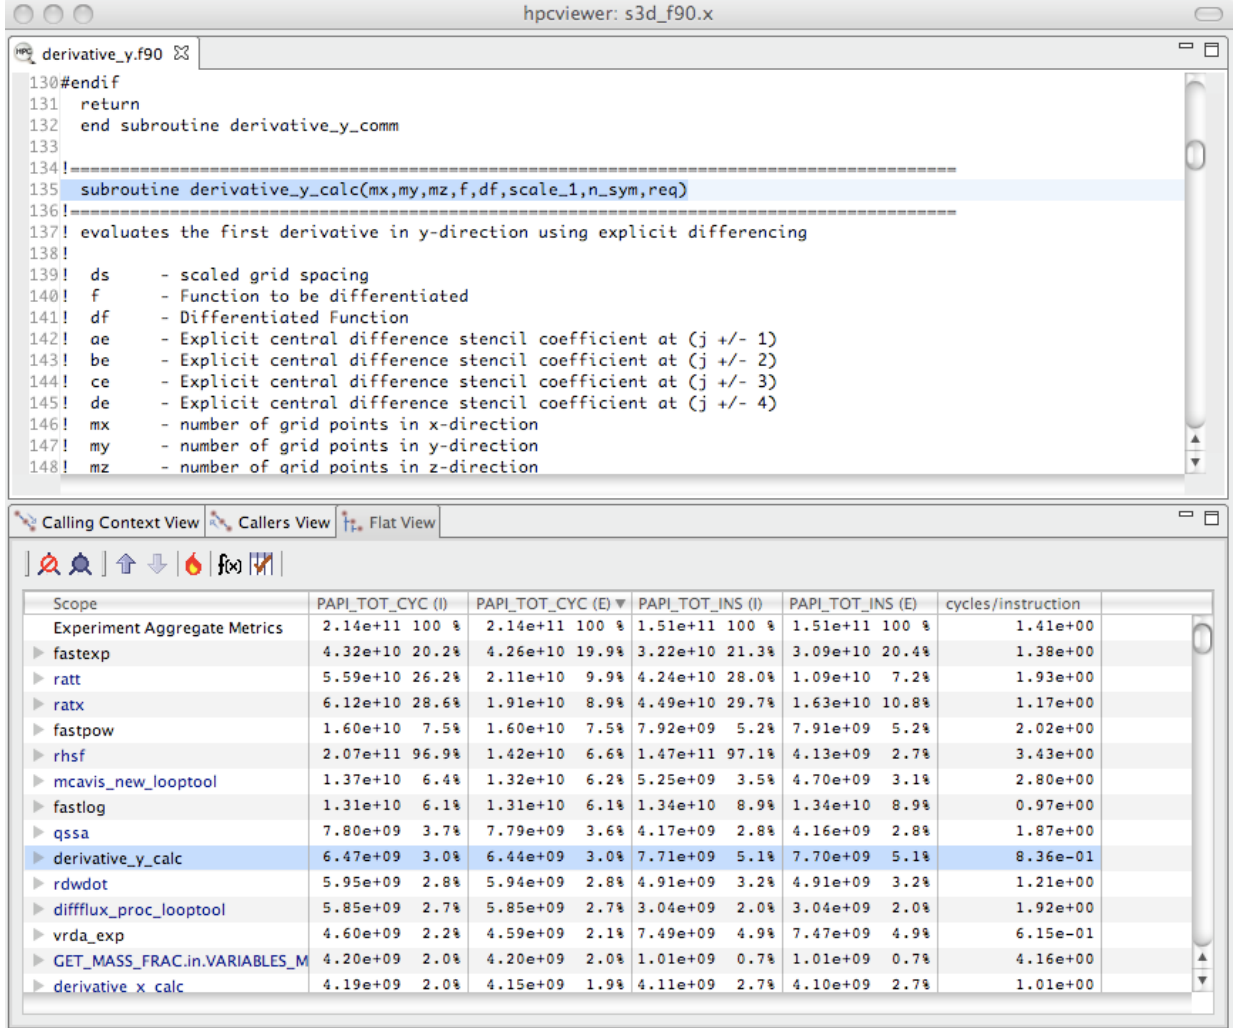 hpcviewer: s3d_f90.x
derivative_y.f90
130 #endif
131 return
132 end subroutine derivative_y_comm
133
134 !=========================================================================================
135 subroutine derivative_y_calc(mx,my,mz,f,df,scale_1,n_sym,req)
136 !=========================================================================================
137 ! evaluates the first derivative in y-direction using explicit differencing
138 !
139 ! ds - scaled grid spacing
140 ! f - Function to be differentiated
141 ! df - Differentiated Function
142 ! ae - Explicit central difference stencil coefficient at (j +/- 1)
143 ! be - Explicit central difference stencil coefficient at (j +/- 2)
144 ! ce - Explicit central difference stencil coefficient at (j +/- 3)
145 ! de - Explicit central difference stencil coefficient at (j +/- 4)
146 ! mx - number of grid points in x-direction
147 ! my - number of grid points in y-direction
148 ! mz - number of grid points in z-direction
Calling Context View Callers View Flat View
f(x)
Scope PAPI_TOT_CYC (I) PAPI_TOT_CYC (E) PAPI_TOT_INS (I) PAPI_TOT_INS (E) cycles/instruction
Experiment Aggregate Metrics 2.14e+11 100 % 2.14e+11 100 % 1.51e+11 100 % 1.51e+11 100 % 1.41e+00
fastexp 4.32e+10 20.2% 4.26e+10 19.9% 3.22e+10 21.3% 3.09e+10 20.4% 1.38e+00
ratt 5.59e+10 26.2% 2.11e+10 9.9% 4.24e+10 28.0% 1.09e+10 7.2% 1.93e+00
ratx 6.12e+10 28.6% 1.91e+10 8.9% 4.49e+10 29.7% 1.63e+10 10.8% 1.17e+00
fastpow 1.60e+10 7.5% 1.60e+10 7.5% 7.92e+09 5.2% 7.91e+09 5.2% 2.02e+00
rhsf 2.07e+11 96.9% 1.42e+10 6.6% 1.47e+11 97.1% 4.13e+09 2.7% 3.43e+00
mcavis_new_looptool 1.37e+10 6.4% 1.32e+10 6.2% 5.25e+09 3.5% 4.70e+09 3.1% 2.80e+00
fastlog 1.31e+10 6.1% 1.31e+10 6.1% 1.34e+10 8.9% 1.34e+10 8.9% 0.97e+00
qssa 7.80e+09 3.7% 7.79e+09 3.6% 4.17e+09 2.8% 4.16e+09 2.8% 1.87e+00
derivative_y_calc 6.47e+09 3.0% 6.44e+09 3.0% 7.71e+09 5.1% 7.70e+09 5.1% 8.36e-01
rdwdot 5.95e+09 2.8% 5.94e+09 2.8% 4.91e+09 3.2% 4.91e+09 3.2% 1.21e+00
diffflux_proc_looptool 5.85e+09 2.7% 5.85e+09 2.7% 3.04e+09 2.0% 3.04e+09 2.0% 1.92e+00
vrda_exp 4.60e+09 2.2% 4.59e+09 2.1% 7.49e+09 4.9% 7.47e+09 4.9% 6.15e-01
GET_MASS_FRAC.in.VARIABLES_M 4.20e+09 2.0% 4.20e+09 2.0% 1.01e+09 0.7% 1.01e+09 0.7% 4.16e+00
derivative_x_calc 4.19e+09 2.0% 4.15e+09 1.9% 4.11e+09 2.7% 4.10e+09 2.7% 1.01e+00